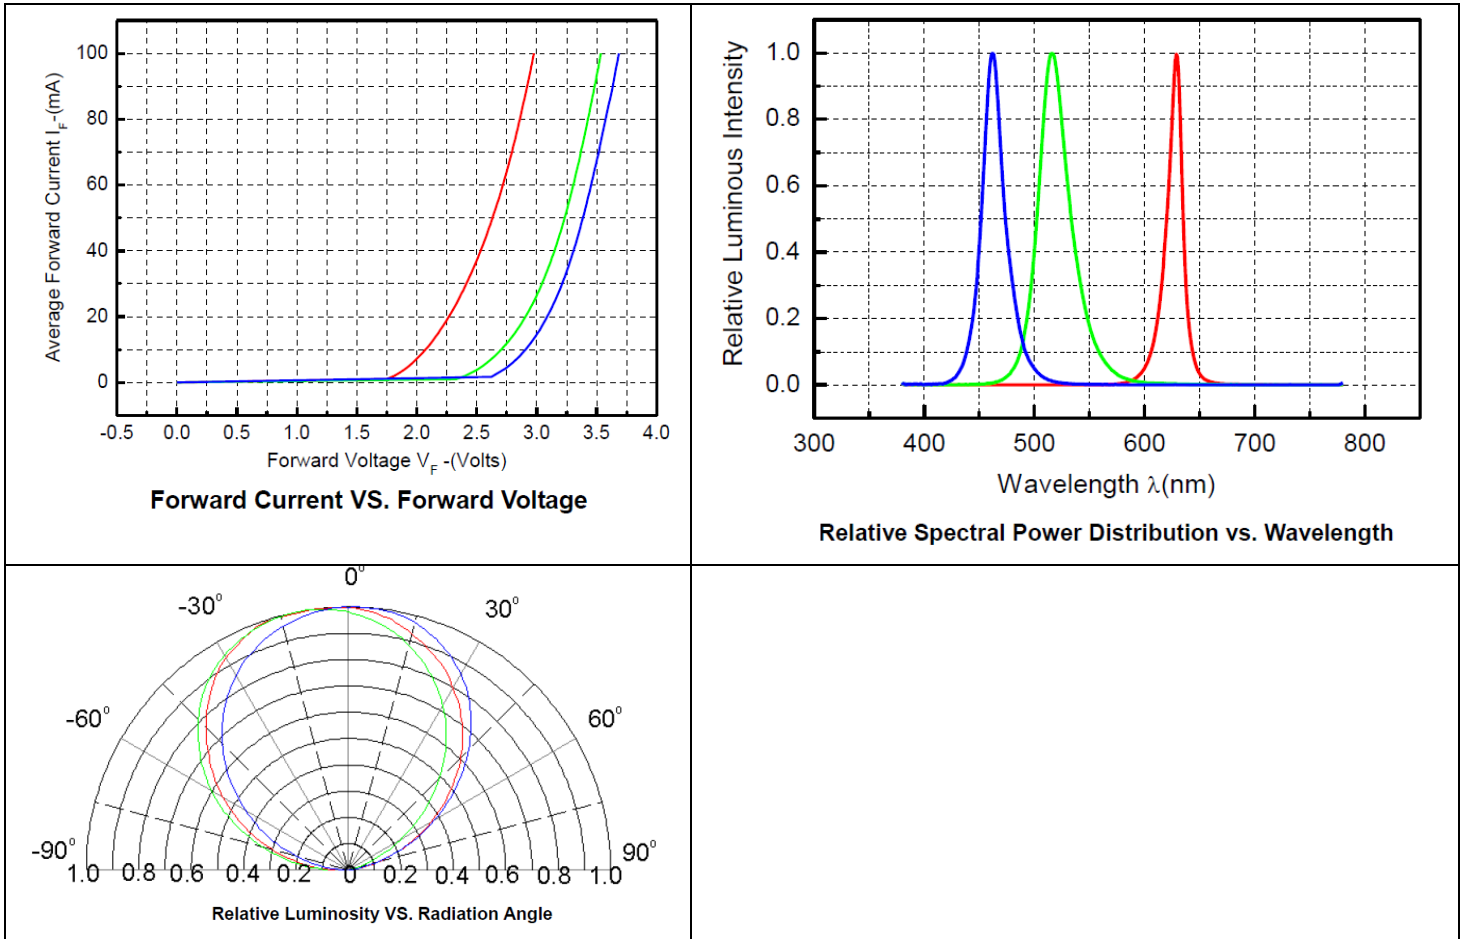 Average Forward Current I_F-(mA)
100
80
60
40
20
0
-0.5 0.0 0.5 1.0 1.5 2.0 2.5 3.0 3.5 4.0
Forward Voltage V_F -(Volts)
Forward Current VS. Forward Voltage
Relative Luminous Intensity
1.0
0.8
0.6
0.4
0.2
0.0
300 400 500 600 700 800
Wavelength λ(nm)
Relative Spectral Power Distribution vs. Wavelength
0°
-30° 30°
-60° 60°
-90° 90°
1.0 0.8 0.6 0.4 0.2 0 0.2 0.4 0.6 0.8 1.0
Relative Luminosity VS. Radiation Angle